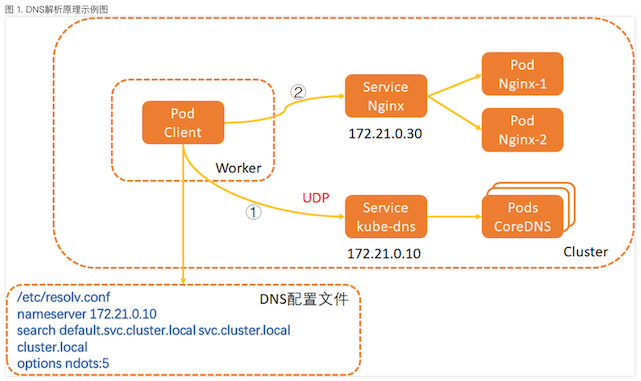 图 1. DNS解析原理示例图
Pod
Client
Worker
②
Service
Nginx
172.21.0.30
Pod
Nginx-1
Pod
Nginx-2
①
UDP
Service
kube-dns
172.21.0.10
Pods
CoreDNS
Cluster
DNS配置文件
/etc/resolv.conf
nameserver 172.21.0.10
search default.svc.cluster.local svc.cluster.local
cluster.local
options ndots:5